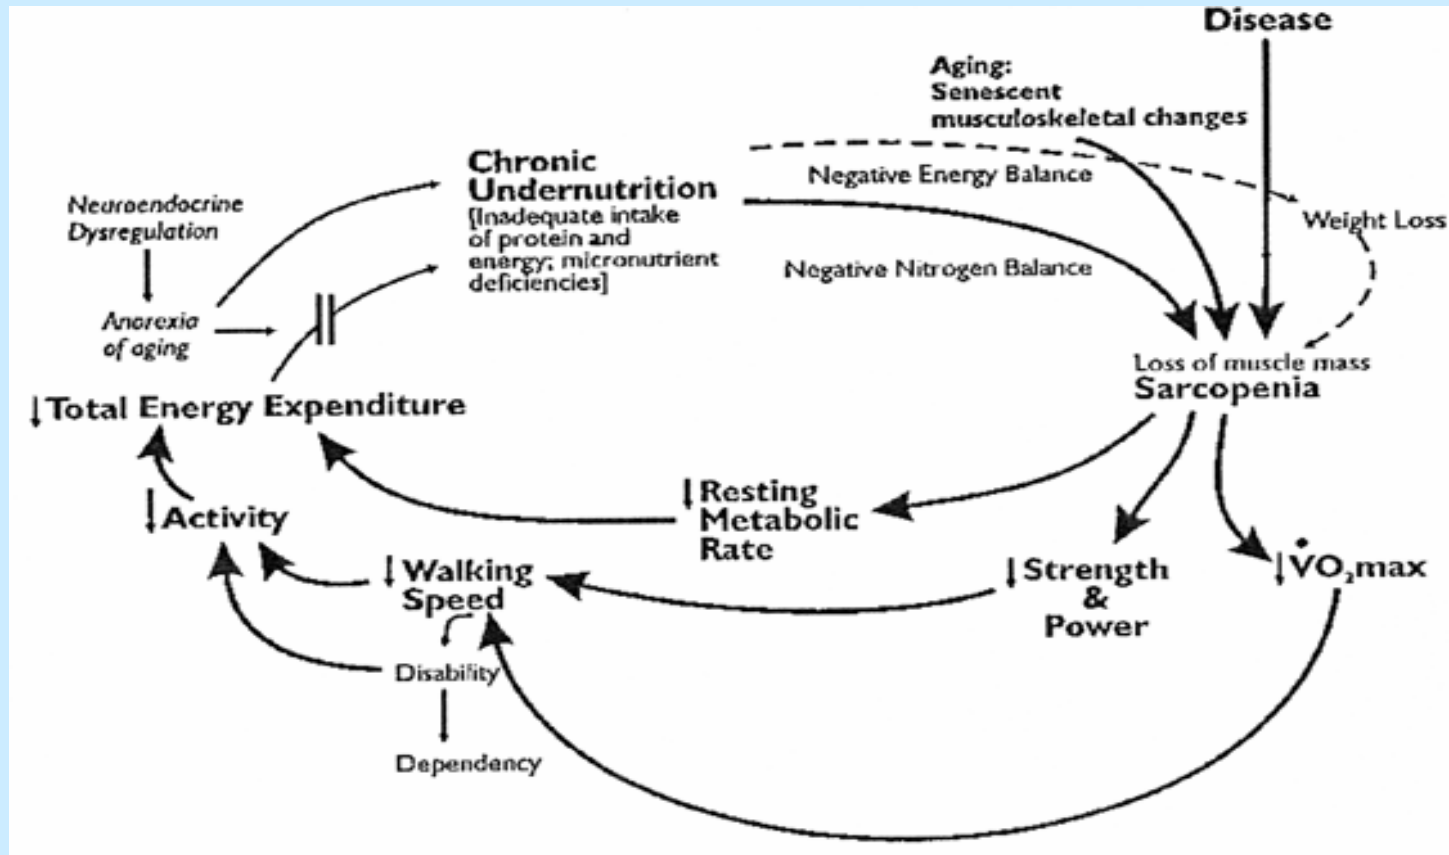 Disease
Aging:
Senescent
musculoskeletal changes
Chronic
Undernutrition
[Inadequate intake
of protein and
energy; micronutrient
deficiencies]
Negative Energy Balance
Weight Loss
Negative Nitrogen Balance
Neuroendocrine
Dysregulation
Anorexia
of aging
Loss of muscle mass
Sarcopenia
↓Total Energy Expenditure
↓Resting
Metabolic
Rate
↓Activity
↓Walking
Speed
↓Strength
&
Power
↓V̇O₂max
Disability
Dependency